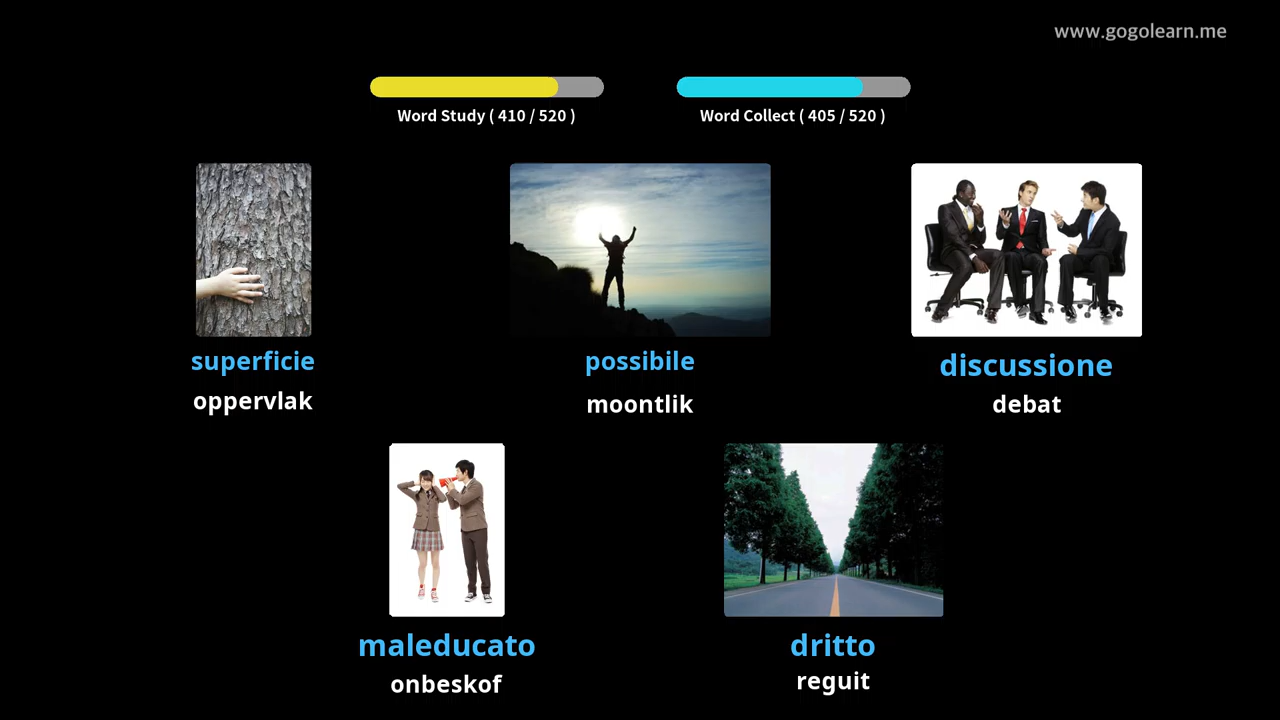 www.gogolearn.me
Word Study ( 410 / 520 )
Word Collect ( 405 / 520 )
superficie
oppervlak
possibile
moontlik
discussione
debat
maleducato
onbeskof
dritto
reguit